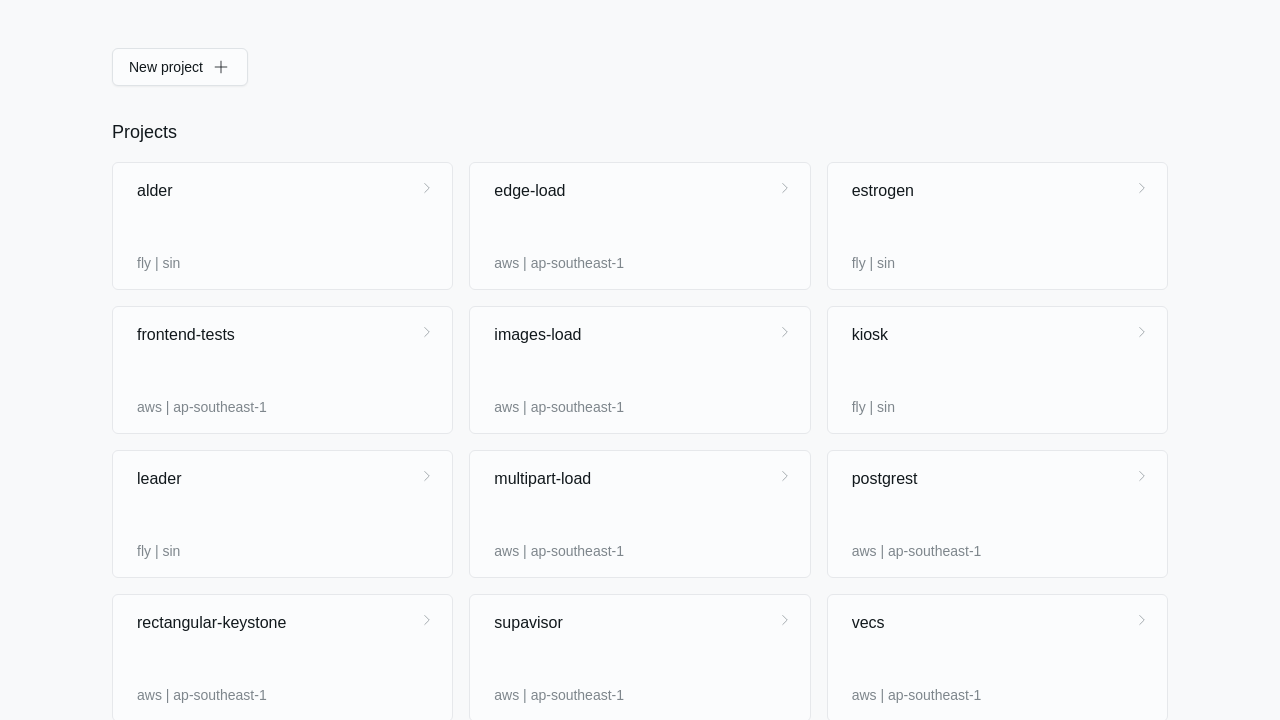 New project
Projects
alder
fly | sin
edge-load
aws | ap-southeast-1
estrogen
fly | sin
frontend-tests
aws | ap-southeast-1
images-load
aws | ap-southeast-1
kiosk
fly | sin
leader
fly | sin
multipart-load
aws | ap-southeast-1
postgrest
aws | ap-southeast-1
rectangular-keystone
aws | ap-southeast-1
supavisor
aws | ap-southeast-1
vecs
aws | ap-southeast-1